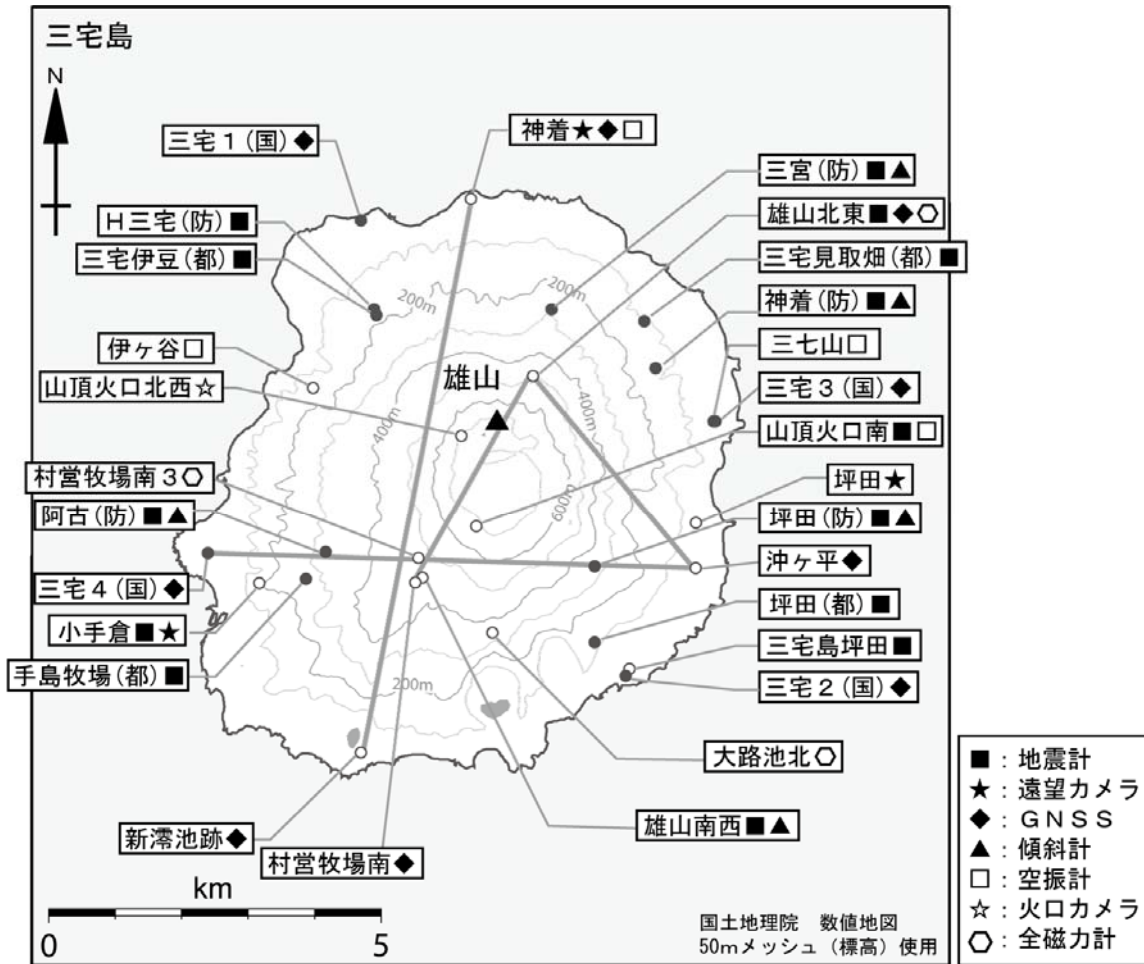 三宅島
N
三宅1(国)◆
神着★◆□
H三宅(防)■
三宅伊豆(都)■
伊ヶ谷□
山頂火口北西☆
村営牧場南3⬡
阿古(防)■▲
三宅4(国)◆
小手倉■★
手島牧場(都)■
三宮(防)■▲
雄山北東■◆⬡
三宅見取畑(都)■
神着(防)■▲
三七山□
三宅3(国)◆
山頂火口南■□
坪田★
坪田(防)■▲
沖ヶ平◆
坪田(都)■
三宅島坪田■
三宅2(国)◆
大路池北⬡
雄山南西■▲
新澪池跡◆
村営牧場南◆
雄山
200m
200m
400m
400m
600m
200m
km
0
5
国土地理院 数値地図
50mメッシュ(標高)使用
■:地震計
★:遠望カメラ
◆:GNSS
▲:傾斜計
□:空振計
☆:火口カメラ
⬡:全磁力計